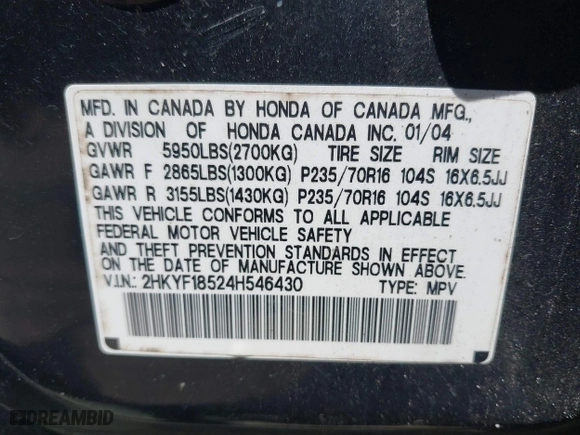 MFD. IN CANADA BY HONDA OF CANADA MFG.,
A DIVISION OF HONDA CANADA INC. 01/04
GVWR 5950LBS(2700KG) TIRE SIZE RIM SIZE
GAWR F 2865LBS(1300KG) P235/70R16 104S 16X6.5JJ
GAWR R 3155LBS(1430KG) P235/70R16 104S 16X6.5JJ
THIS VEHICLE CONFORMS TO ALL APPLICABLE
FEDERAL MOTOR VEHICLE SAFETY
AND THEFT PREVENTION STANDARDS IN EFFECT
ON THE DATE OF MANUFACTURE SHOWN ABOVE.
V.I.N.: 2HKYF18524H546430 TYPE: MPV
DREAMBID